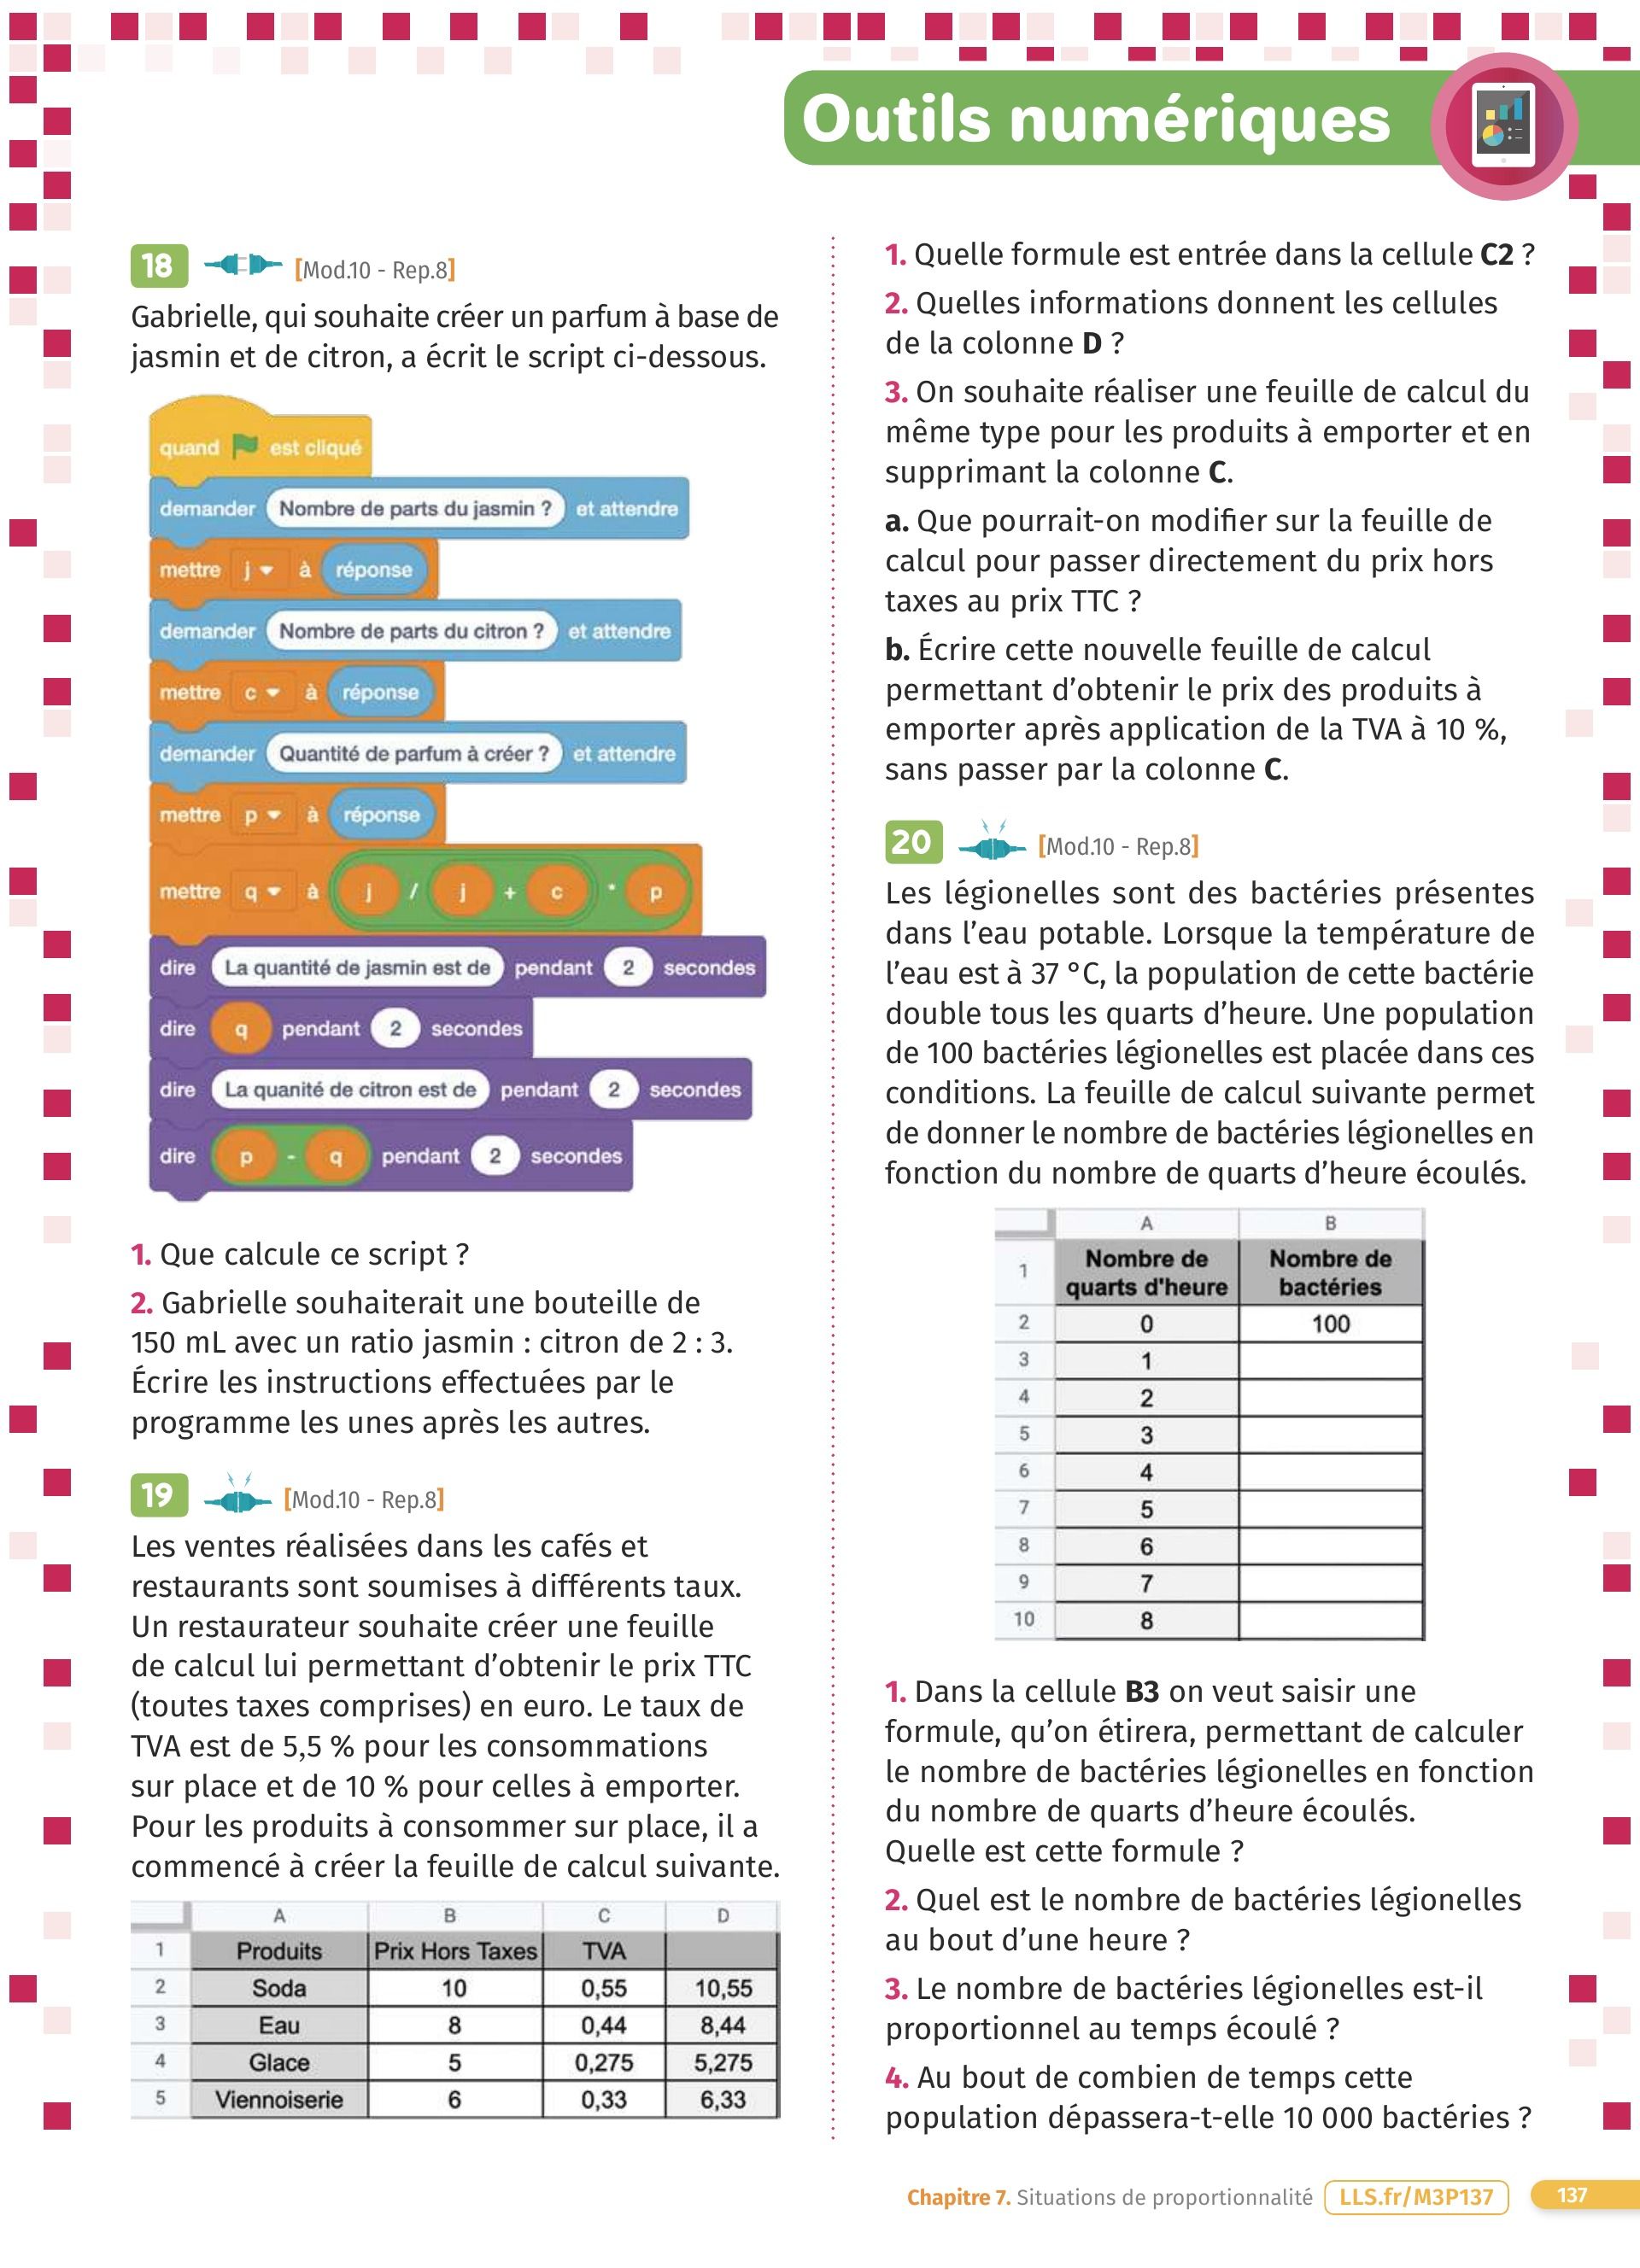 Outils numériques
18 [Mod.10 - Rep.8]
Gabrielle, qui souhaite créer un parfum à base de
jasmin et de citron, a écrit le script ci-dessous.
quand est cliqué
demander Nombre de parts du jasmin ? et attendre
mettre j à réponse
demander Nombre de parts du citron ? et attendre
mettre c à réponse
demander Quantité de parfum à créer ? et attendre
mettre p à réponse
mettre q à j / j + c * p
dire La quantité de jasmin est de pendant 2 secondes
dire q pendant 2 secondes
dire La quanité de citron est de pendant 2 secondes
dire p - q pendant 2 secondes
1. Que calcule ce script ?
2. Gabrielle souhaiterait une bouteille de
150 mL avec un ratio jasmin : citron de 2 : 3.
Écrire les instructions effectuées par le
programme les unes après les autres.
19 [Mod.10 - Rep.8]
Les ventes réalisées dans les cafés et
restaurants sont soumises à différents taux.
Un restaurateur souhaite créer une feuille
de calcul lui permettant d'obtenir le prix TTC
(toutes taxes comprises) en euro. Le taux de
TVA est de 5,5 % pour les consommations
sur place et de 10 % pour celles à emporter.
Pour les produits à consommer sur place, il a
commencé à créer la feuille de calcul suivante.
A B C D
1 Produits Prix Hors Taxes TVA
2 Soda 10 0,55 10,55
3 Eau 8 0,44 8,44
4 Glace 5 0,275 5,275
5 Viennoiserie 6 0,33 6,33
1. Quelle formule est entrée dans la cellule C2 ?
2. Quelles informations donnent les cellules
de la colonne D ?
3. On souhaite réaliser une feuille de calcul du
même type pour les produits à emporter et en
supprimant la colonne C.
a. Que pourrait-on modifier sur la feuille de
calcul pour passer directement du prix hors
taxes au prix TTC ?
b. Écrire cette nouvelle feuille de calcul
permettant d'obtenir le prix des produits à
emporter après application de la TVA à 10 %,
sans passer par la colonne C.
20 [Mod.10 - Rep.8]
Les légionelles sont des bactéries présentes
dans l'eau potable. Lorsque la température de
l'eau est à 37 °C, la population de cette bactérie
double tous les quarts d'heure. Une population
de 100 bactéries légionelles est placée dans ces
conditions. La feuille de calcul suivante permet
de donner le nombre de bactéries légionelles en
fonction du nombre de quarts d'heure écoulés.
A B
1 Nombre de quarts d'heure Nombre de bactéries
2 0 100
3 1
4 2
5 3
6 4
7 5
8 6
9 7
10 8
1. Dans la cellule B3 on veut saisir une
formule, qu'on étirera, permettant de calculer
le nombre de bactéries légionelles en fonction
du nombre de quarts d'heure écoulés.
Quelle est cette formule ?
2. Quel est le nombre de bactéries légionelles
au bout d'une heure ?
3. Le nombre de bactéries légionelles est-il
proportionnel au temps écoulé ?
4. Au bout de combien de temps cette
population dépassera-t-elle 10 000 bactéries ?
Chapitre 7. Situations de proportionnalité LLS.fr/M3P137 137